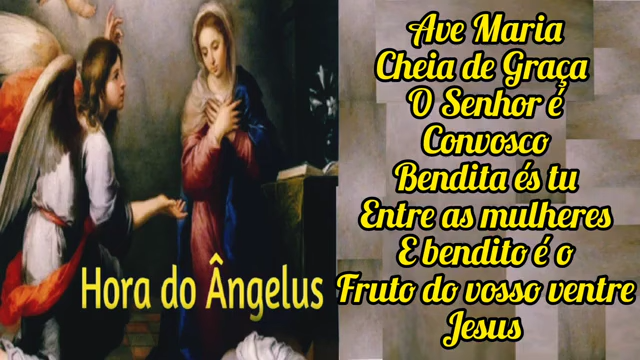 Hora do Ângelus
Ave Maria
Cheia de Graça
O Senhor é
Convosco
Bendita és tu
Entre as mulheres
E bendito é o
Fruto do vosso ventre
Jesus